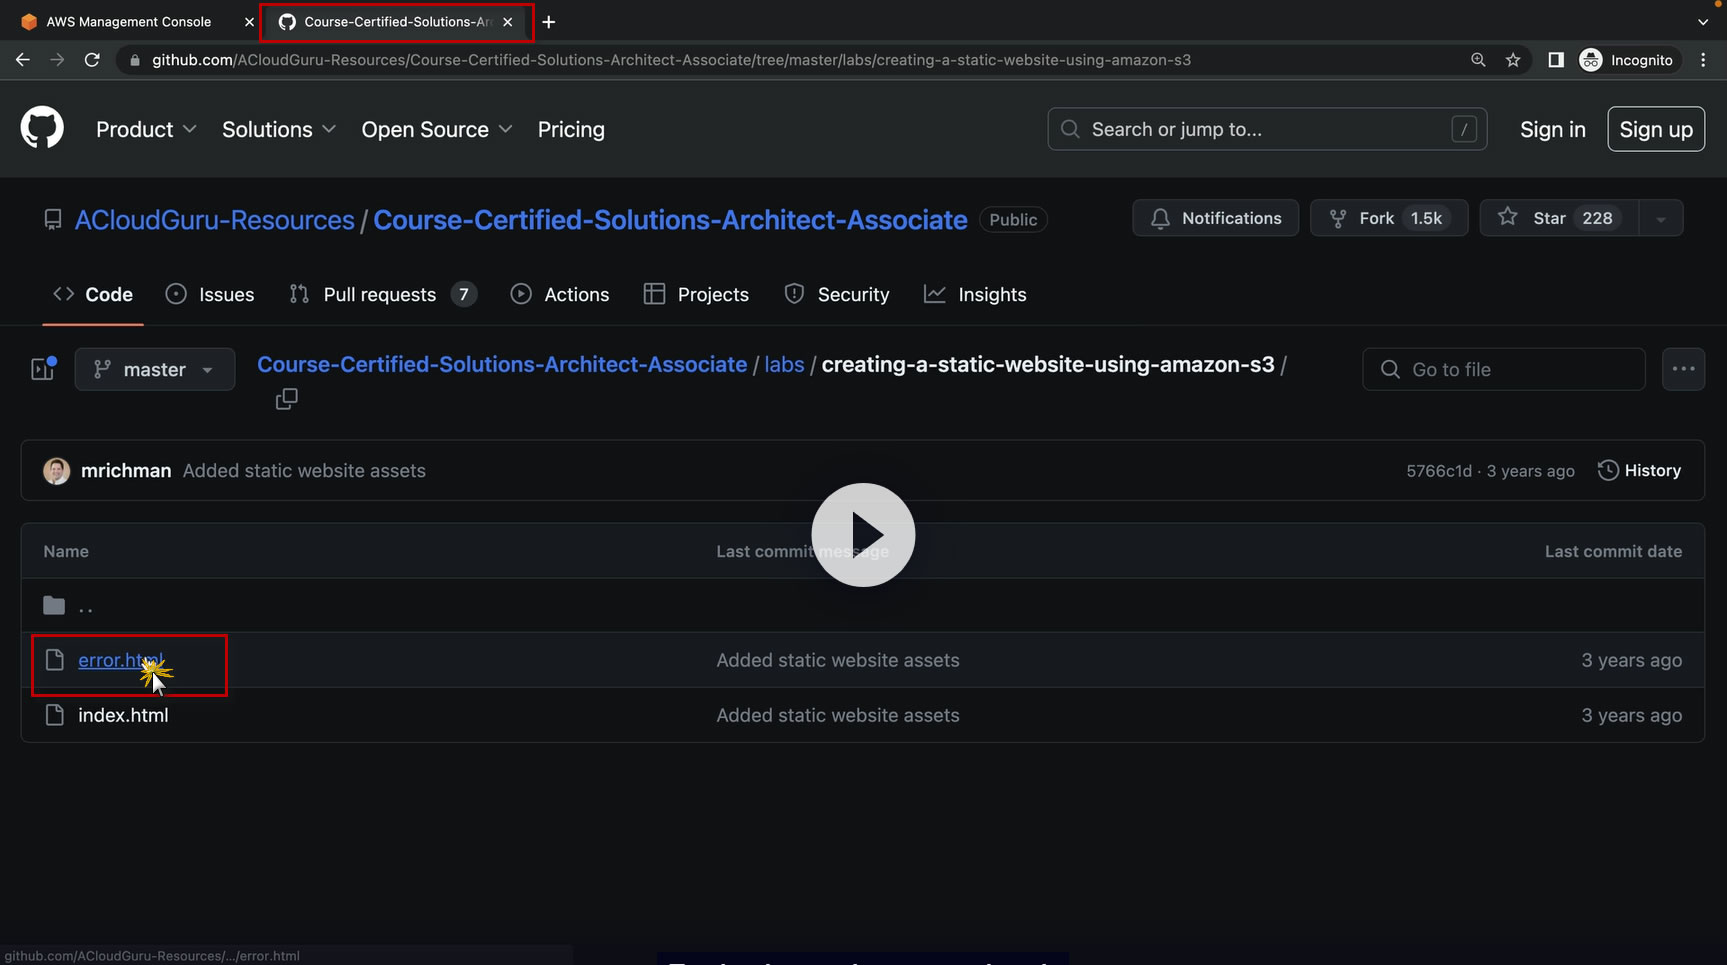 AWS Management Console
Course-Certified-Solutions-Ar
github.com/ACloudGuru-Resources/Course-Certified-Solutions-Architect-Associate/tree/master/labs/creating-a-static-website-using-amazon-s3
Incognito
Product Solutions Open Source Pricing
Search or jump to... /
Sign in Sign up
ACloudGuru-Resources / Course-Certified-Solutions-Architect-Associate Public
Notifications Fork 1.5k Star 228
Code Issues Pull requests 7 Actions Projects Security Insights
master
Course-Certified-Solutions-Architect-Associate / labs / creating-a-static-website-using-amazon-s3 /
Go to file
mrichman Added static website assets
5766c1d · 3 years ago History
Name Last commit message Last commit date
..
error.html Added static website assets 3 years ago
index.html Added static website assets 3 years ago
github.com/ACloudGuru-Resources/.../error.html